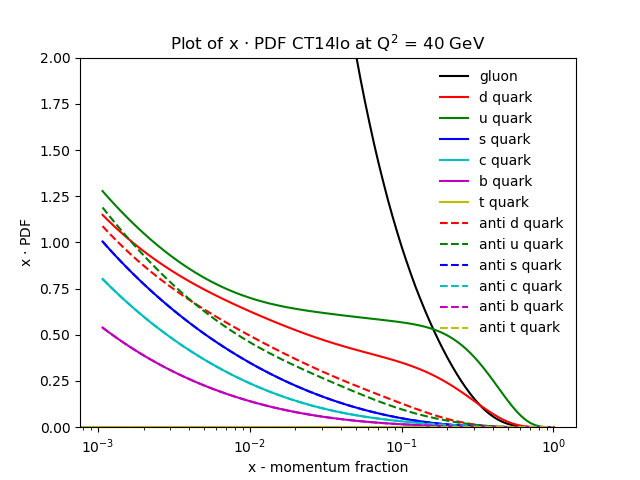 Plot of x · PDF CT14lo at Q² = 40 GeV
2.00
1.75
1.50
1.25
1.00
0.75
0.50
0.25
0.00
x · PDF
gluon
d quark
u quark
s quark
c quark
b quark
t quark
anti d quark
anti u quark
anti s quark
anti c quark
anti b quark
anti t quark
10⁻³ 10⁻² 10⁻¹ 10⁰
x - momentum fraction